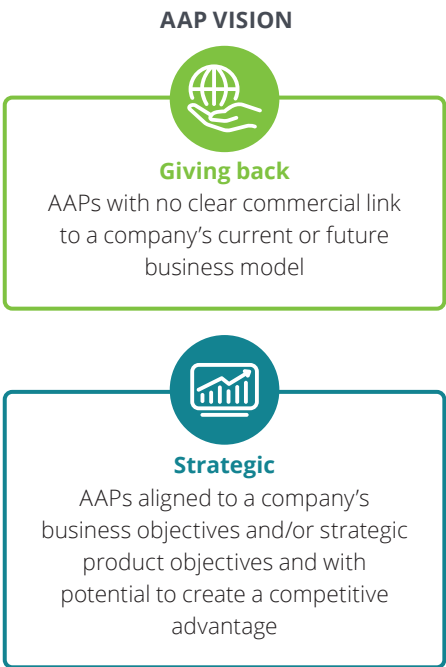 AAP VISION
Giving back
AAPs with no clear commercial link
to a company’s current or future
business model
Strategic
AAPs aligned to a company’s
business objectives and/or strategic
product objectives and with
potential to create a competitive
advantage